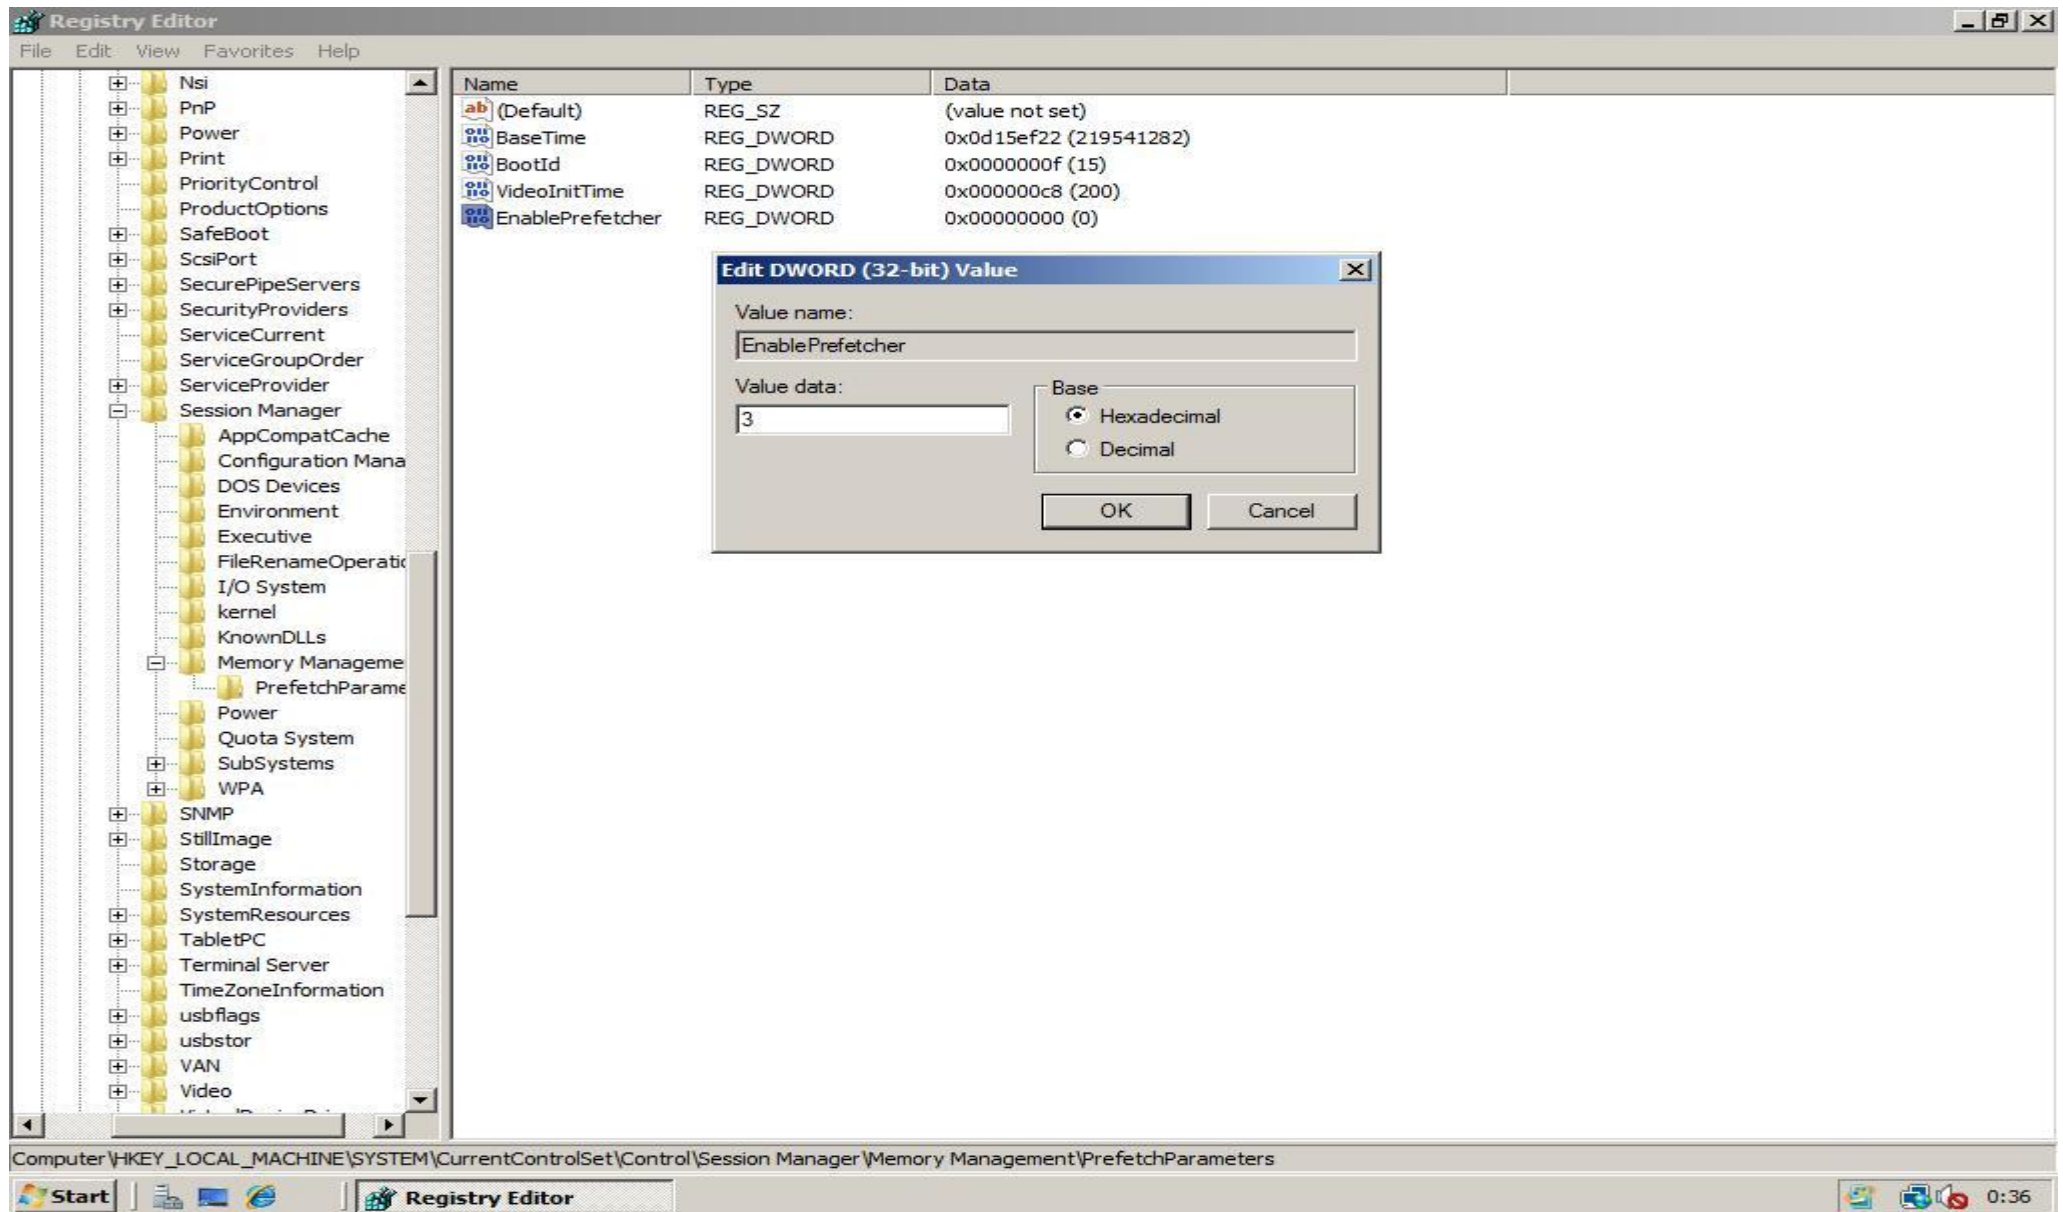 Registry Editor
File Edit View Favorites Help
Nsi
PnP
Power
Print
PriorityControl
ProductOptions
SafeBoot
ScsiPort
SecurePipeServers
SecurityProviders
ServiceCurrent
ServiceGroupOrder
ServiceProvider
Session Manager
AppCompatCache
Configuration Mana
DOS Devices
Environment
Executive
FileRenameOperatio
I/O System
kernel
KnownDLLs
Memory Manageme
PrefetchParame
Power
Quota System
SubSystems
WPA
SNMP
StillImage
Storage
SystemInformation
SystemResources
TabletPC
Terminal Server
TimeZoneInformation
usbflags
usbstor
VAN
Video
Name Type Data
(Default) REG_SZ (value not set)
BaseTime REG_DWORD 0x0d15ef22 (219541282)
BootId REG_DWORD 0x0000000f (15)
VideoInitTime REG_DWORD 0x000000c8 (200)
EnablePrefetcher REG_DWORD 0x00000000 (0)
Edit DWORD (32-bit) Value
Value name:
EnablePrefetcher
Value data:
3
Base
Hexadecimal
Decimal
OK Cancel
Computer\HKEY_LOCAL_MACHINE\SYSTEM\CurrentControlSet\Control\Session Manager\Memory Management\PrefetchParameters
Start Registry Editor 0:36